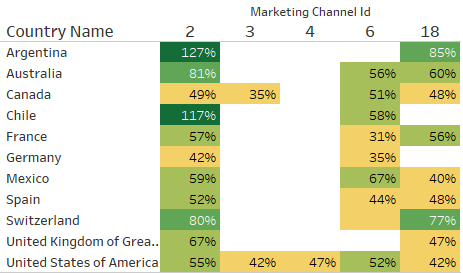 Marketing Channel Id
Country Name 2 3 4 6 18
Argentina 127% 85%
Australia 81% 56% 60%
Canada 49% 35% 51% 48%
Chile 117% 58%
France 57% 31% 56%
Germany 42% 35%
Mexico 59% 67% 40%
Spain 52% 44% 48%
Switzerland 80% 77%
United Kingdom of Grea.. 67% 47%
United States of America 55% 42% 47% 52% 42%